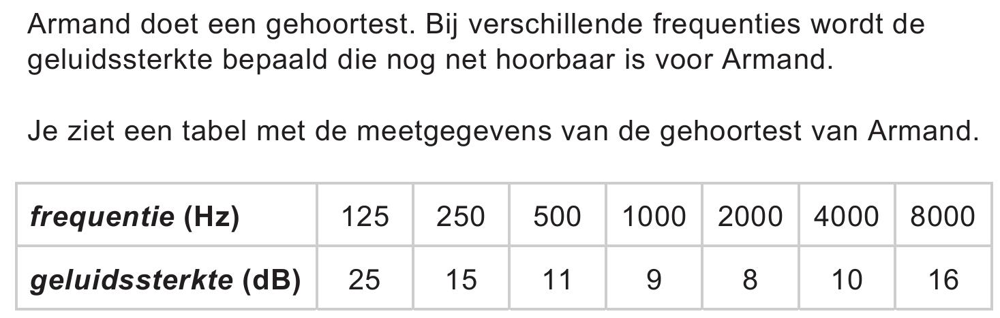 Armand doet een gehoortest. Bij verschillende frequenties wordt de
geluidssterkte bepaald die nog net hoorbaar is voor Armand.
Je ziet een tabel met de meetgegevens van de gehoortest van Armand.
frequentie (Hz) 125 250 500 1000 2000 4000 8000
geluidssterkte (dB) 25 15 11 9 8 10 16